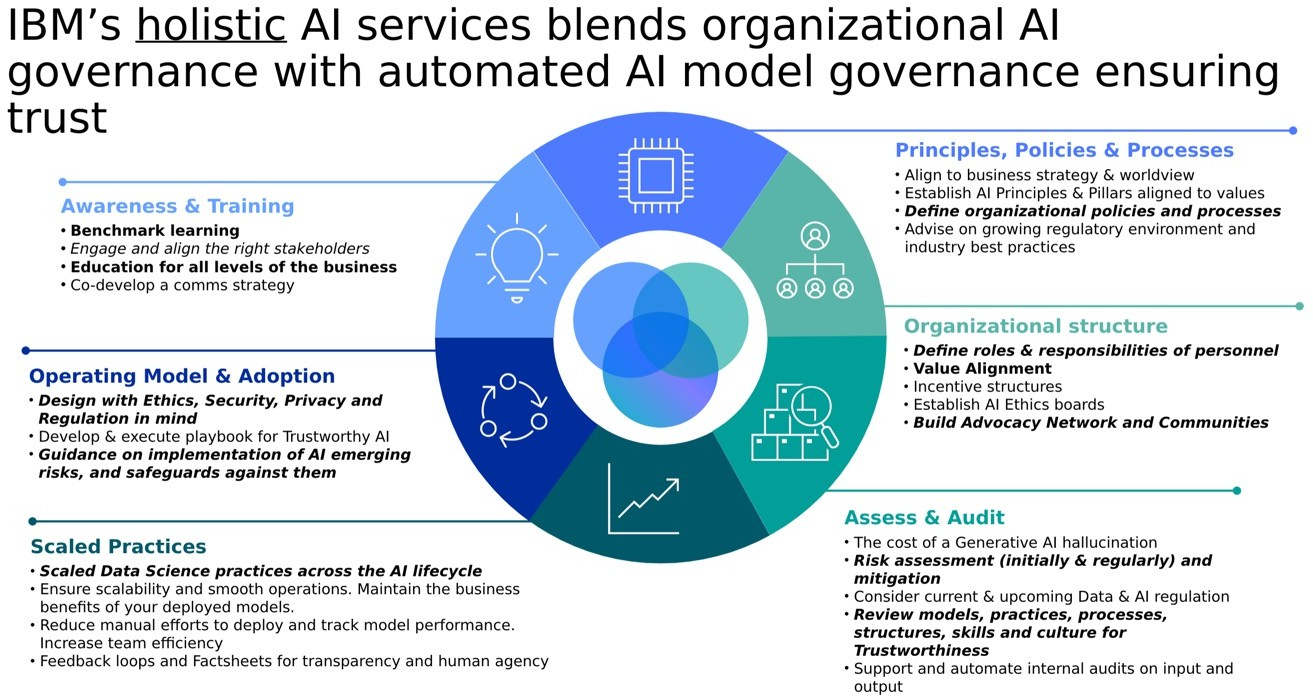 IBM’s holistic AI services blends organizational AI
governance with automated AI model governance ensuring
trust
Awareness & Training
• Benchmark learning
• Engage and align the right stakeholders
• Education for all levels of the business
• Co-develop a comms strategy
Operating Model & Adoption
• Design with Ethics, Security, Privacy and
Regulation in mind
• Develop & execute playbook for Trustworthy AI
• Guidance on implementation of AI emerging
risks, and safeguards against them
Scaled Practices
• Scaled Data Science practices across the AI lifecycle
• Ensure scalability and smooth operations. Maintain the business
benefits of your deployed models.
• Reduce manual efforts to deploy and track model performance.
Increase team efficiency
• Feedback loops and Factsheets for transparency and human agency
Principles, Policies & Processes
• Align to business strategy & worldview
• Establish AI Principles & Pillars aligned to values
• Define organizational policies and processes
• Advise on growing regulatory environment and
industry best practices
Organizational structure
• Define roles & responsibilities of personnel
• Value Alignment
• Incentive structures
• Establish AI Ethics boards
• Build Advocacy Network and Communities
Assess & Audit
• The cost of a Generative AI hallucination
• Risk assessment (initially & regularly) and
mitigation
• Consider current & upcoming Data & AI regulation
• Review models, practices, processes,
structures, skills and culture for
Trustworthiness
• Support and automate internal audits on input and
output